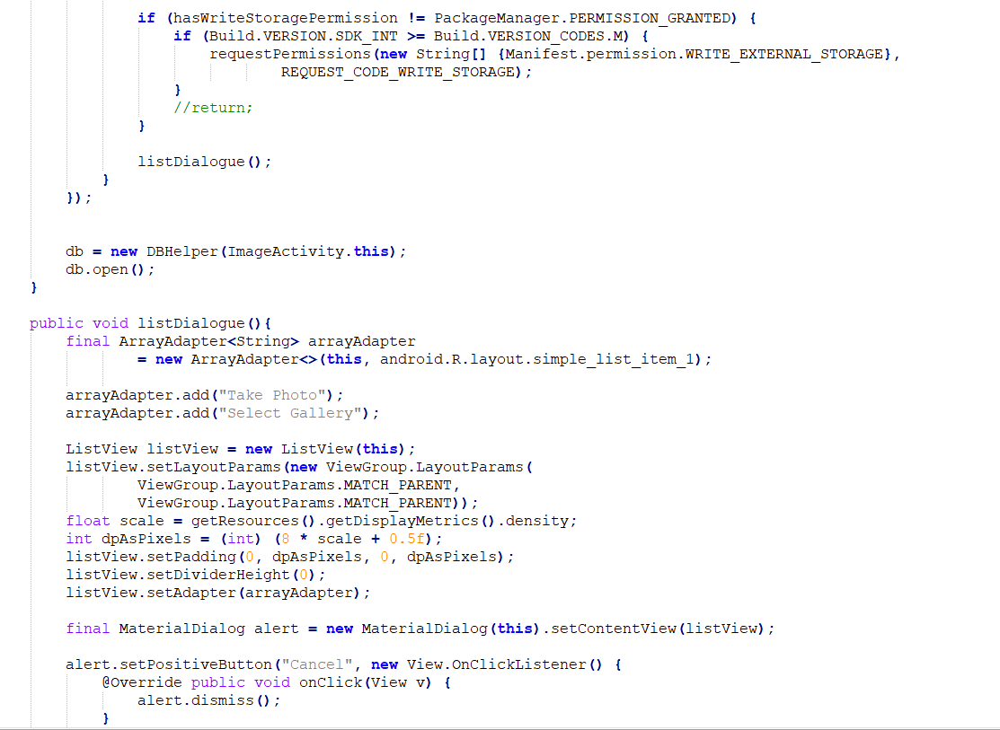 if (hasWriteStoragePermission != PackageManager.PERMISSION_GRANTED) {
if (Build.VERSION.SDK_INT >= Build.VERSION_CODES.M) {
requestPermissions(new String[] {Manifest.permission.WRITE_EXTERNAL_STORAGE},
REQUEST_CODE_WRITE_STORAGE);
}
//return;
}
listDialogue();
}
});
db = new DBHelper(ImageActivity.this);
db.open();
}
public void listDialogue(){
final ArrayAdapter<String> arrayAdapter
= new ArrayAdapter<>(this, android.R.layout.simple_list_item_1);
arrayAdapter.add("Take Photo");
arrayAdapter.add("Select Gallery");
ListView listView = new ListView(this);
listView.setLayoutParams(new ViewGroup.LayoutParams(
ViewGroup.LayoutParams.MATCH_PARENT,
ViewGroup.LayoutParams.MATCH_PARENT));
float scale = getResources().getDisplayMetrics().density;
int dpAsPixels = (int) (8 * scale + 0.5f);
listView.setPadding(0, dpAsPixels, 0, dpAsPixels);
listView.setDividerHeight(0);
listView.setAdapter(arrayAdapter);
final MaterialDialog alert = new MaterialDialog(this).setContentView(listView);
alert.setPositiveButton("Cancel", new View.OnClickListener() {
@Override public void onClick(View v) {
alert.dismiss();
}